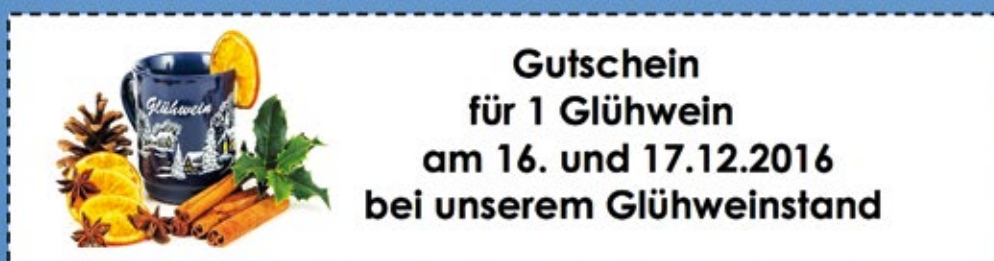 Glühwein
Gutschein
für 1 Glühwein
am 16. und 17.12.2016
bei unserem Glühweinstand